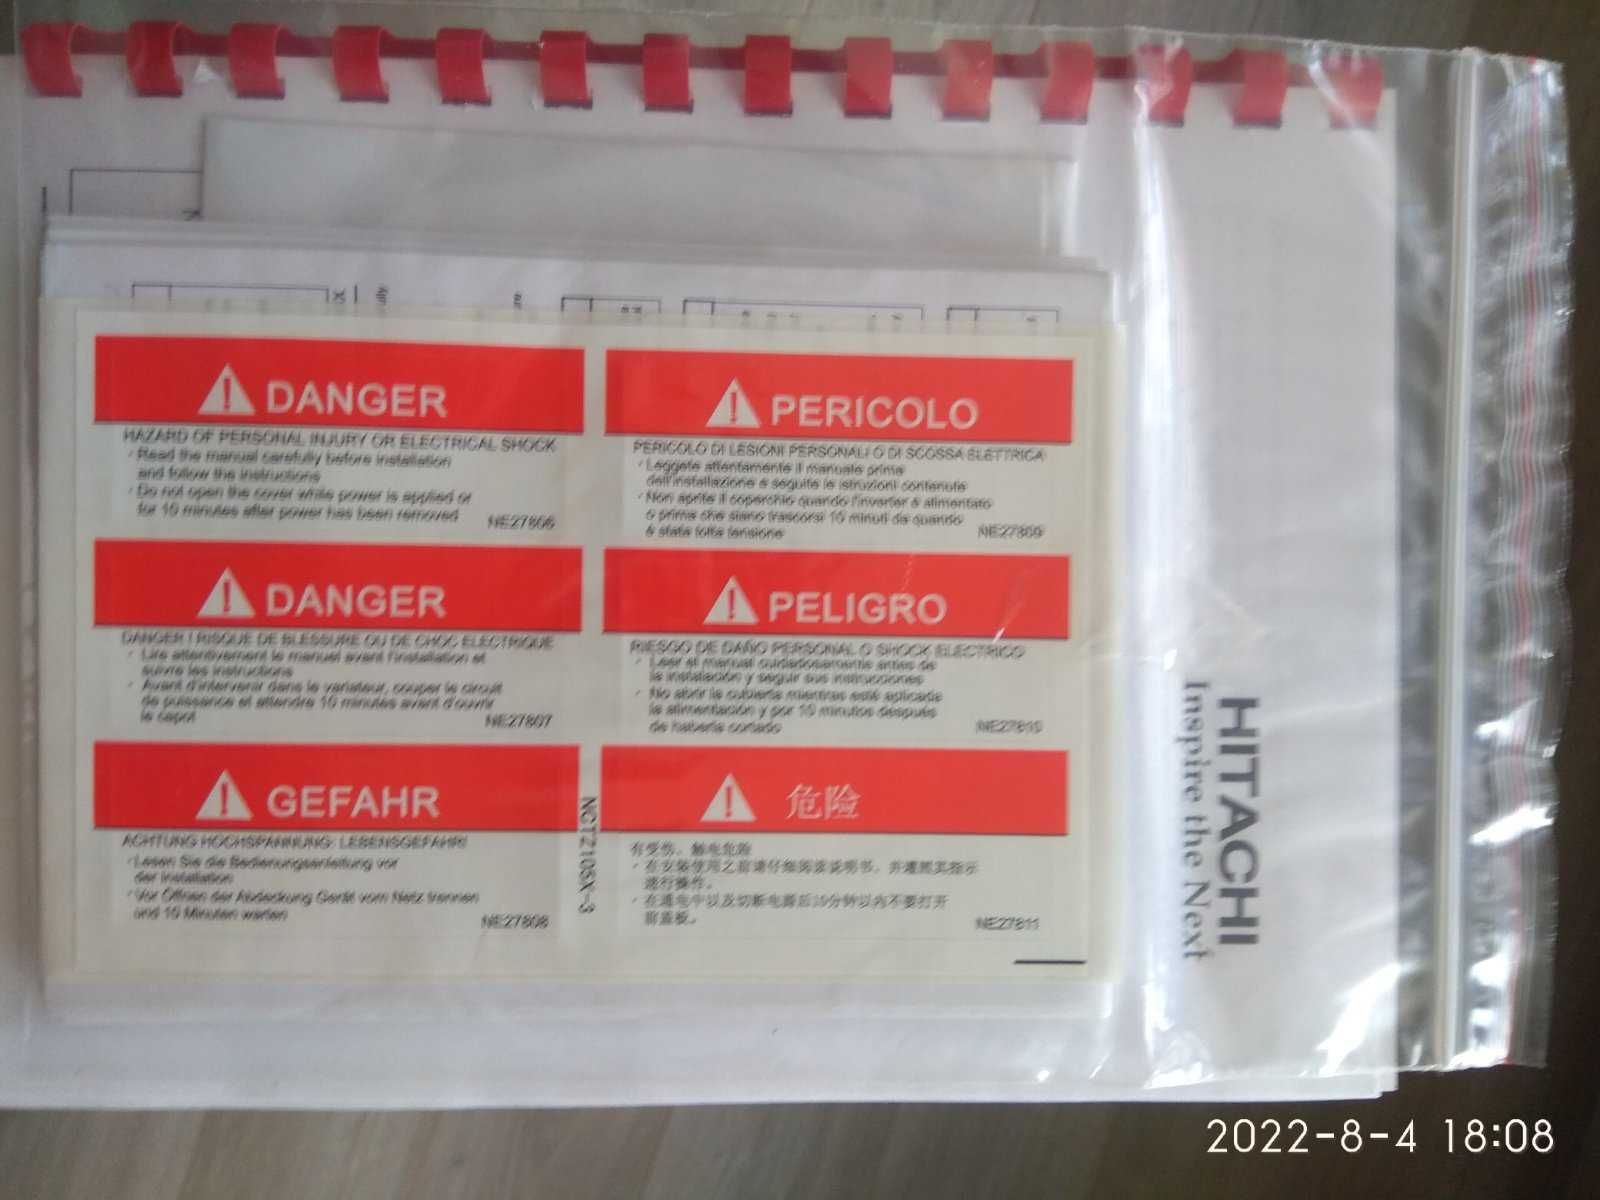 DANGER
HAZARD OF PERSONAL INJURY OR ELECTRICAL SHOCK
Read the manual carefully before installation
and follow the instructions
Do not open the cover while power is applied or
for 10 minutes after power has been removed
NE27806
PERICOLO
PERICOLO DI LESIONI PERSONALI O DI SCOSSA ELETTRICA
Leggete attentamente il manuale prima
dell'installazione e seguite le istruzioni contenute
Non aprite il coperchio quando l'inverter è alimentato
o prima che siano trascorsi 10 minuti da quando
è stata tolta tensione
NE27809
DANGER
DANGER ! RISQUE DE BLESSURE OU DE CHOC ELECTRIQUE
Lire attentivement le manuel avant l'installation et
suivre les instructions
Avant d'intervenir dans le variateur, couper le circuit
de puissance et attendre 10 minutes avant d'ouvrir
le capot
NE27807
PELIGRO
RIESGO DE DAÑO PERSONAL O SHOCK ELECTRICO
Leer el manual cuidadosamente antes de
la instalación y seguir sus instrucciones
No abrir la cubierta mientras esté aplicada
la alimentación y por 10 minutos después
de haberla cortado
NE27810
GEFAHR
ACHTUNG HOCHSPANNUNG: LEBENSGEFAHR!
Lesen Sie die Bedienungsanleitung vor
der Installation
Vor Öffnen der Abdeckung Gerät vom Netz trennen
und 10 Minuten warten
NE27808
危险
有受伤、触电危险
在安装使用之前请仔细阅读说明书，并遵照其指示
进行操作。
在通电中以及切断电源后10分钟以内不要打开
前盖板。
NE27811
NCT2105X-3
HITACHI
Inspire the Next
2022-8-4 18:08